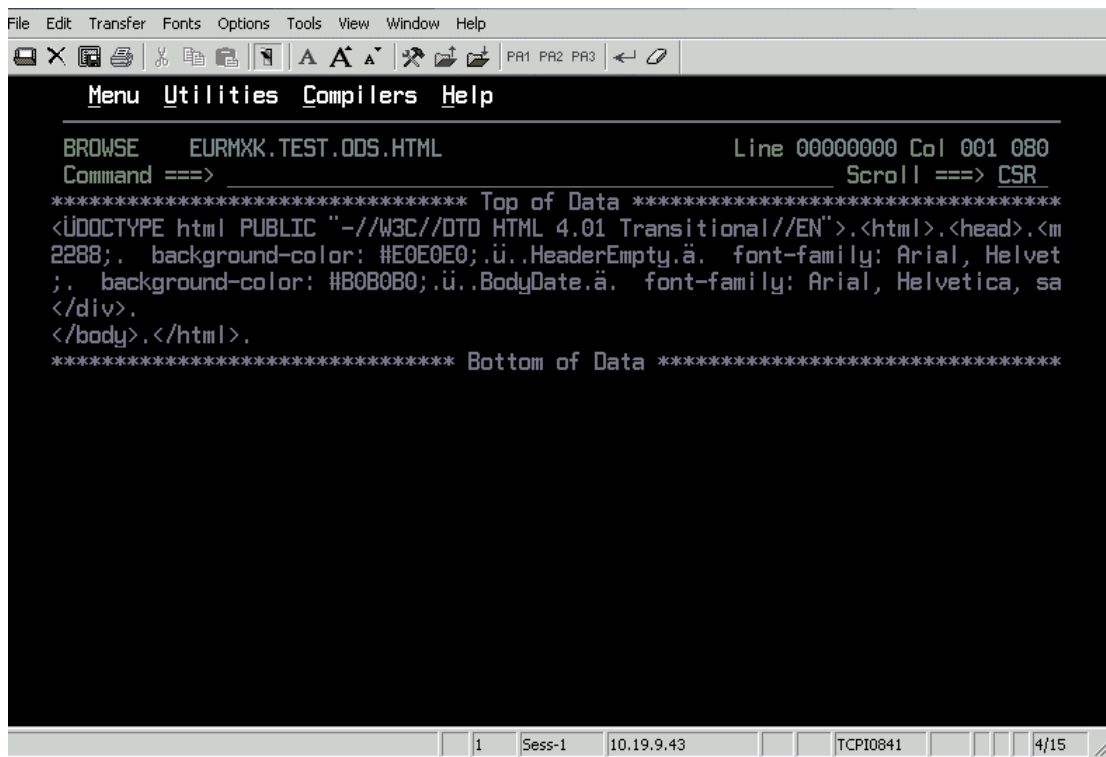 File Edit Transfer Fonts Options Tools View Window Help
A A A PA1 PA2 PA3
Menu Utilities Compilers Help
BROWSE EURMXK.TEST.ODS.HTML Line 00000000 Col 001 080
Command ===> Scroll ===> CSR
********************************* Top of Data **********************************
<ÜDOCTYPE html PUBLIC "-//W3C//DTD HTML 4.01 Transitional//EN">.<html>.<head>.<m
2288;.  background-color: #E0E0E0;.ü..HeaderEmpty.ä.  font-family: Arial, Helvet
;.  background-color: #B0B0B0;.ü..BodyDate.ä.  font-family: Arial, Helvetica, sa
</div>.
</body>.</html>.
******************************** Bottom of Data ********************************
1 Sess-1 10.19.9.43 TCPI0841 4/15